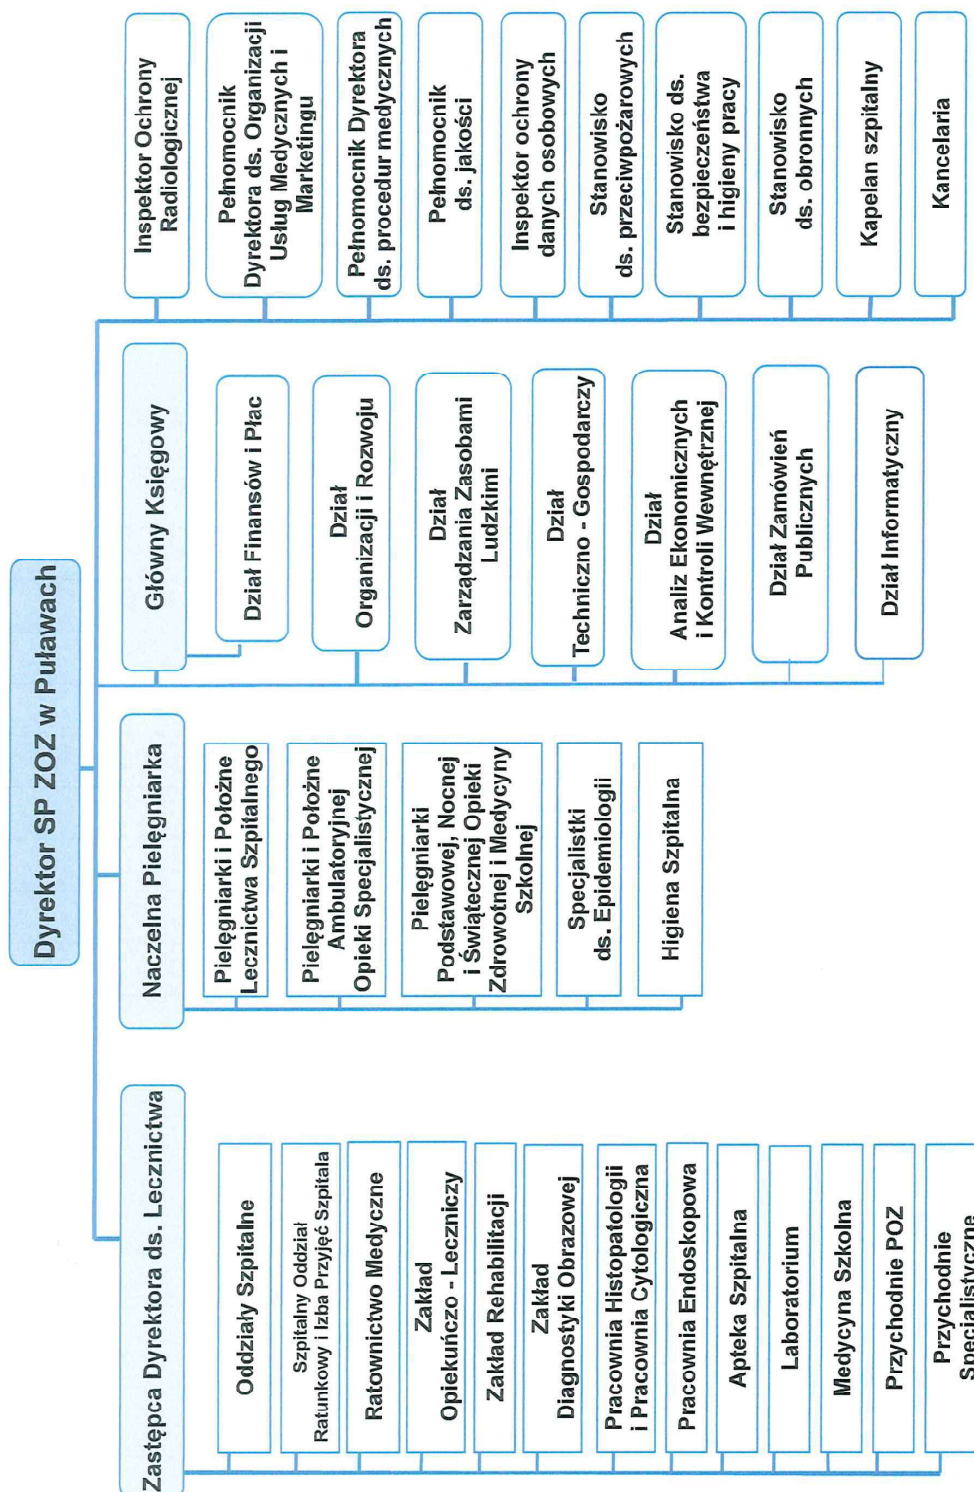 Dyrektor SP ZOZ w Puławach
Zastępca Dyrektora ds. Lecznictwa
Oddziały Szpitalne
Szpitalny Oddział
Ratunkowy i Izba Przyjęć Szpitala
Ratownictwo Medyczne
Zakład
Opiekuńczo - Leczniczy
Zakład Rehabilitacji
Zakład
Diagnostyki Obrazowej
Pracownia Histopatologii
i Pracownia Cytologiczna
Pracownia Endoskopowa
Apteka Szpitalna
Laboratorium
Medycyna Szkolna
Przychodnie POZ
Przychodnie
Specjalistyczne
Naczelna Pielęgniarka
Pielęgniarki i Położne
Lecznictwa Szpitalnego
Pielęgniarki i Położne
Ambulatoryjnej
Opieki Specjalistycznej
Pielęgniarki
Podstawowej, Nocnej
i Świątecznej Opieki
Zdrowotnej i Medycyny
Szkolnej
Specjalistki
ds. Epidemiologii
Higiena Szpitalna
Główny Księgowy
Dział Finansów i Płac
Dział
Organizacji i Rozwoju
Dział
Zarządzania Zasobami
Ludzkimi
Dział
Techniczno - Gospodarczy
Dział
Analiz Ekonomicznych
i Kontroli Wewnętrznej
Dział Zamówień
Publicznych
Dział Informatyczny
Inspektor Ochrony
Radiologicznej
Pełnomocnik
Dyrektora ds. Organizacji
Usług Medycznych i
Marketingu
Pełnomocnik Dyrektora
ds. procedur medycznych
Pełnomocnik
ds. jakości
Inspektor ochrony
danych osobowych
Stanowisko
ds. przeciwpożarowych
Stanowisko ds.
bezpieczeństwa
i higieny pracy
Stanowisko
ds. obronnych
Kapelan szpitalny
Kancelaria